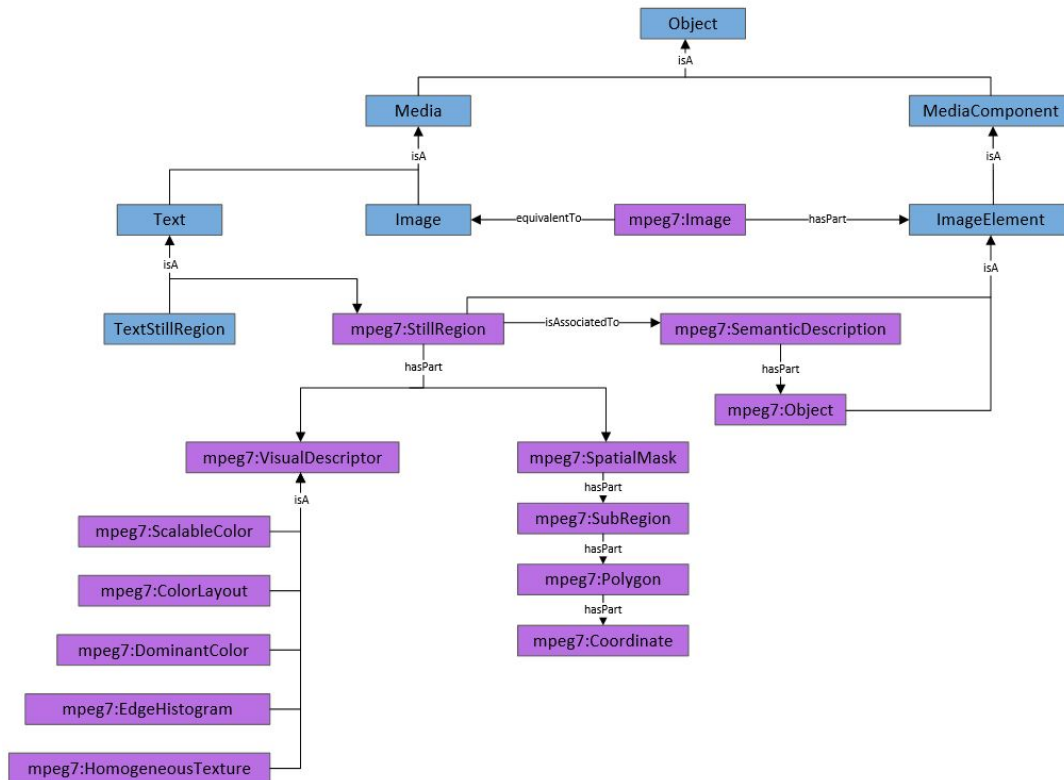 Object
isA
Media
MediaComponent
isA
isA
Text
Image
equivalentTo
mpeg7:Image
hasPart
ImageElement
isA
isA
TextStillRegion
mpeg7:StillRegion
isAssociatedTo
mpeg7:SemanticDescription
hasPart
hasPart
mpeg7:Object
mpeg7:VisualDescriptor
mpeg7:SpatialMask
isA
hasPart
mpeg7:ScalableColor
mpeg7:SubRegion
hasPart
mpeg7:ColorLayout
mpeg7:Polygon
hasPart
mpeg7:DominantColor
mpeg7:Coordinate
mpeg7:EdgeHistogram
mpeg7:HomogeneousTexture